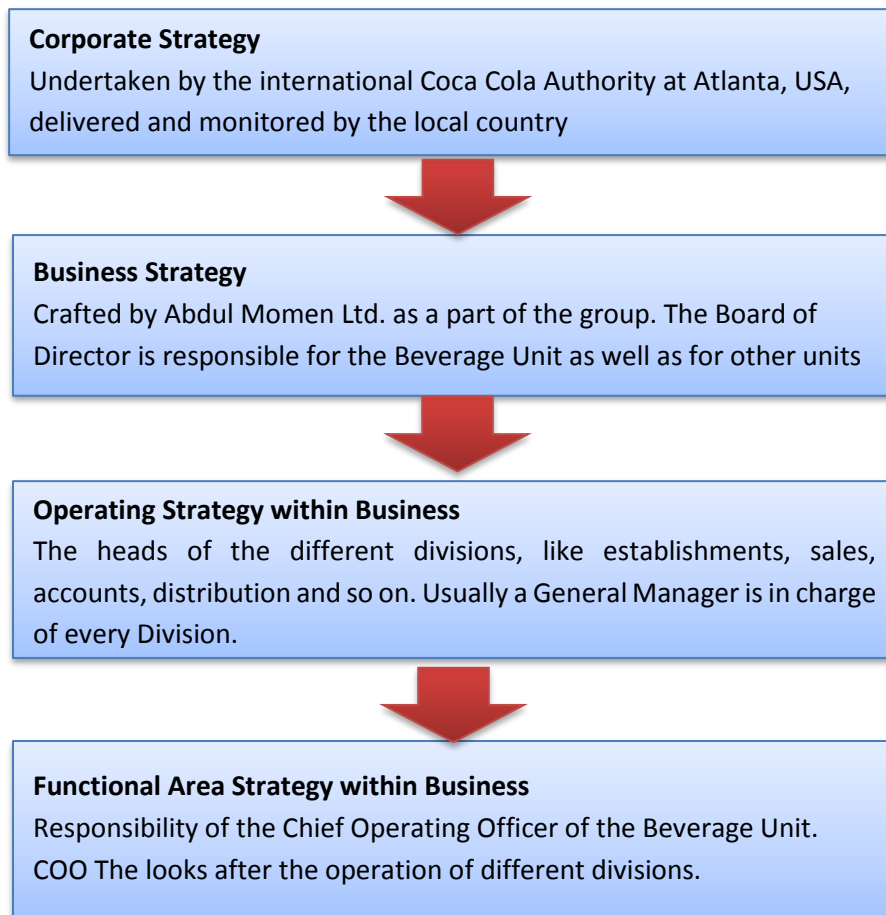 Corporate Strategy
Undertaken by the international Coca Cola Authority at Atlanta, USA,
delivered and monitored by the local country
Business Strategy
Crafted by Abdul Momen Ltd. as a part of the group. The Board of
Director is responsible for the Beverage Unit as well as for other units
Operating Strategy within Business
The heads of the different divisions, like establishments, sales,
accounts, distribution and so on. Usually a General Manager is in charge
of every Division.
Functional Area Strategy within Business
Responsibility of the Chief Operating Officer of the Beverage Unit.
COO The looks after the operation of different divisions.